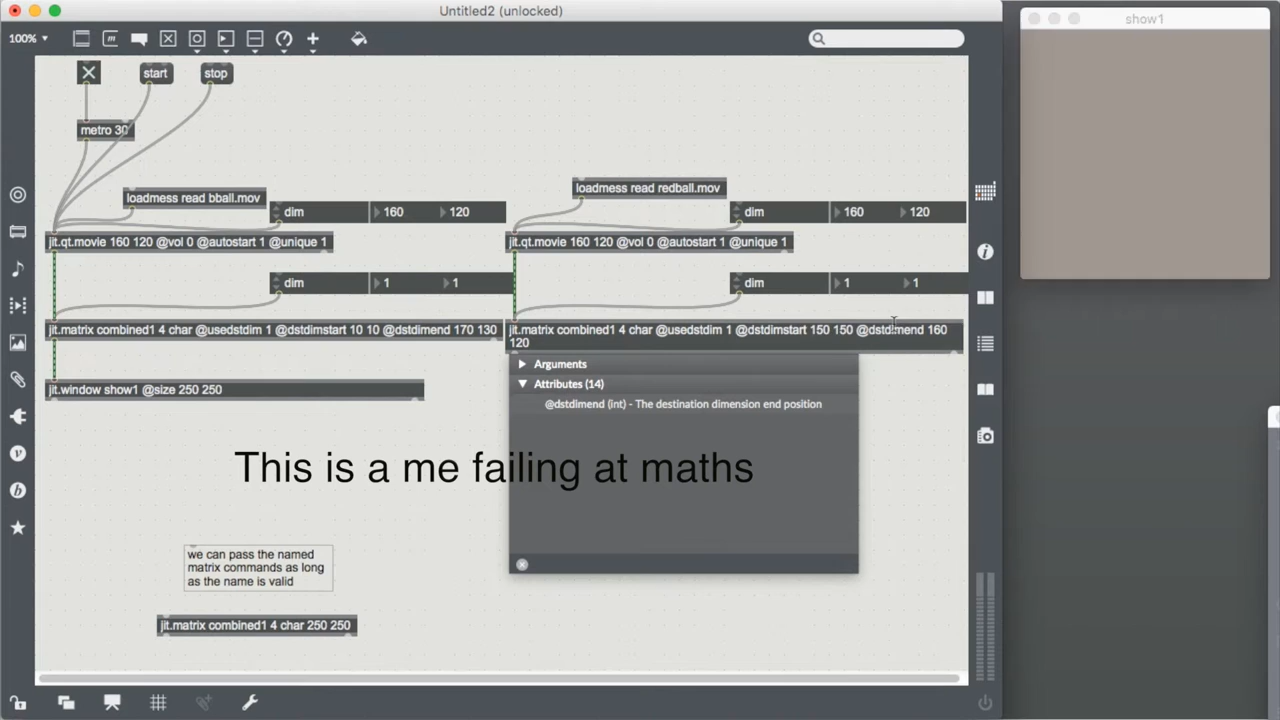 Untitled2 (unlocked)
show1
100%
start
stop
metro 30
loadmess read bball.mov
loadmess read redball.mov
dim 160 120
dim 160 120
jit.qt.movie 160 120 @vol 0 @autostart 1 @unique 1
jit.qt.movie 160 120 @vol 0 @autostart 1 @unique 1
dim 1 1
dim 1 1
jit.matrix combined1 4 char @usedstdim 1 @dstdimstart 10 10 @dstdimend 170 130
jit.matrix combined1 4 char @usedstdim 1 @dstdimstart 150 150 @dstdimend 160
120
Arguments
Attributes (14)
@dstdimend (int) - The destination dimension end position
jit.window show1 @size 250 250
This is a me failing at maths
we can pass the named
matrix commands as long
as the name is valid
jit.matrix combined1 4 char 250 250